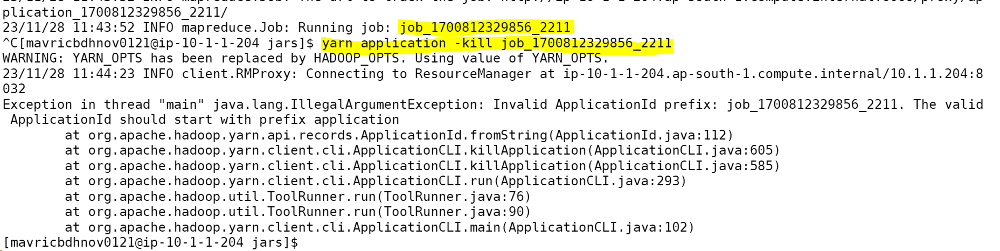 plication_1700812329856_2211/
23/11/28 11:43:52 INFO mapreduce.Job: Running job: job_1700812329856_2211
^C[mavricbdhnov0121@ip-10-1-1-204 jars]$ yarn application -kill job_1700812329856_2211
WARNING: YARN_OPTS has been replaced by HADOOP_OPTS. Using value of YARN_OPTS.
23/11/28 11:44:23 INFO client.RMProxy: Connecting to ResourceManager at ip-10-1-1-204.ap-south-1.compute.internal/10.1.1.204:8
032
Exception in thread "main" java.lang.IllegalArgumentException: Invalid ApplicationId prefix: job_1700812329856_2211. The valid
 ApplicationId should start with prefix application
        at org.apache.hadoop.yarn.api.records.ApplicationId.fromString(ApplicationId.java:112)
        at org.apache.hadoop.yarn.client.cli.ApplicationCLI.killApplication(ApplicationCLI.java:605)
        at org.apache.hadoop.yarn.client.cli.ApplicationCLI.killApplication(ApplicationCLI.java:585)
        at org.apache.hadoop.yarn.client.cli.ApplicationCLI.run(ApplicationCLI.java:293)
        at org.apache.hadoop.util.ToolRunner.run(ToolRunner.java:76)
        at org.apache.hadoop.util.ToolRunner.run(ToolRunner.java:90)
        at org.apache.hadoop.yarn.client.cli.ApplicationCLI.main(ApplicationCLI.java:102)
[mavricbdhnov0121@ip-10-1-1-204 jars]$